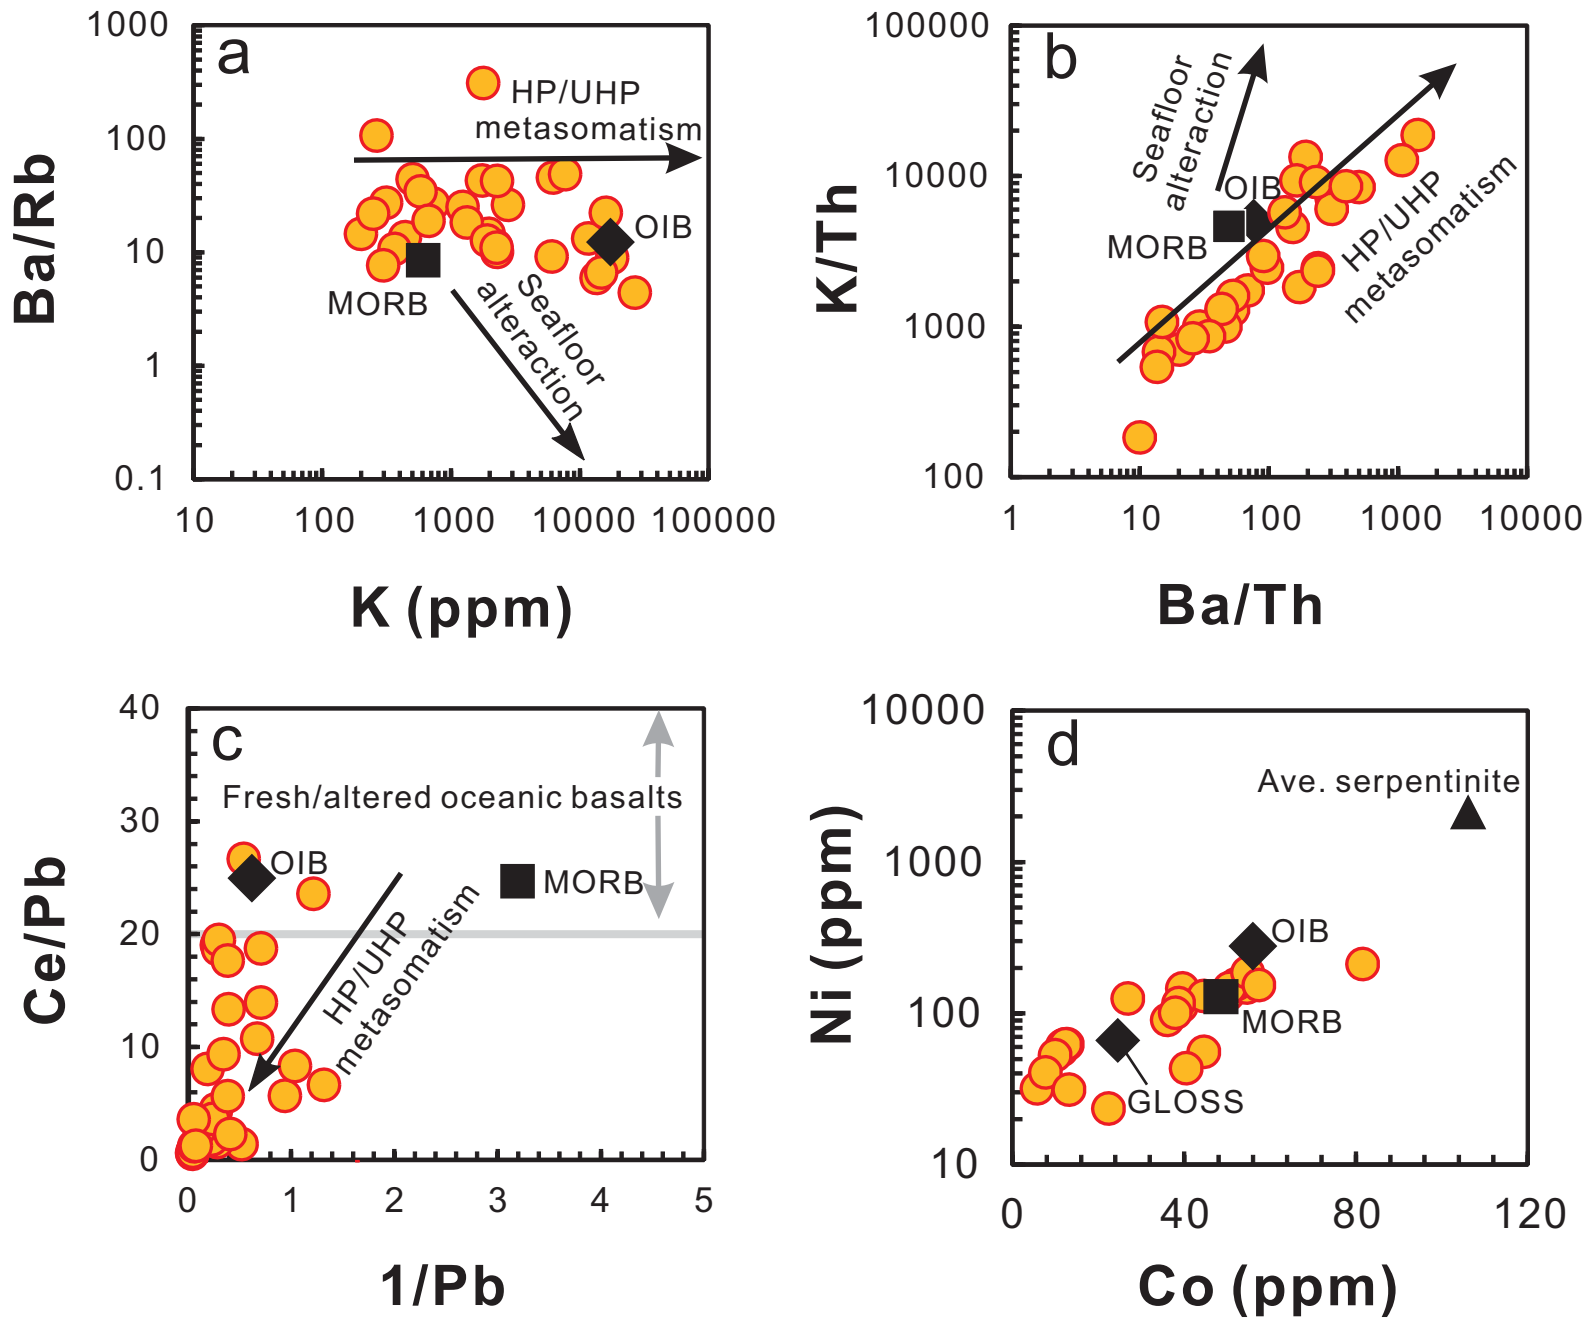 a
1000
100
10
1
0.1
Ba/Rb
HP/UHP
metasomatism
OIB
MORB
Seafloor
alteraction
10
100
1000
10000
100000
K (ppm)
b
100000
10000
1000
100
K/Th
Seafloor
alteraction
OIB
MORB
HP/UHP
metasomatism
1
10
100
1000
10000
Ba/Th
c
40
30
20
10
0
Ce/Pb
Fresh/altered oceanic basalts
OIB
MORB
HP/UHP
metasomatism
0
1
2
3
4
5
1/Pb
d
10000
1000
100
10
Ni (ppm)
Ave. serpentinite
OIB
MORB
GLOSS
0
40
80
120
Co (ppm)